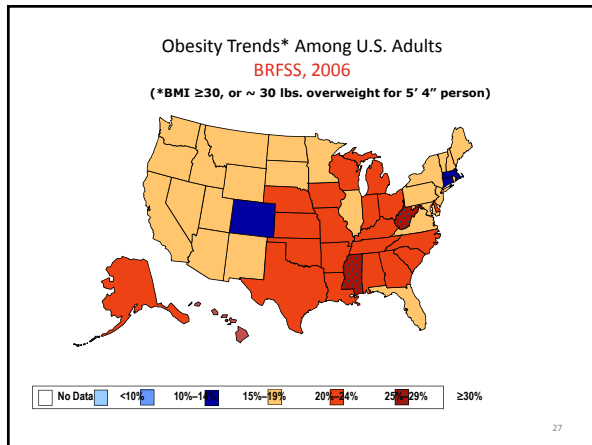 Obesity Trends* Among U.S. Adults
BRFSS, 2006
(*BMI ≥30, or ~ 30 lbs. overweight for 5’ 4” person)
No Data <10% 10%–14% 15%–19% 20%–24% 25%–29% ≥30%
27